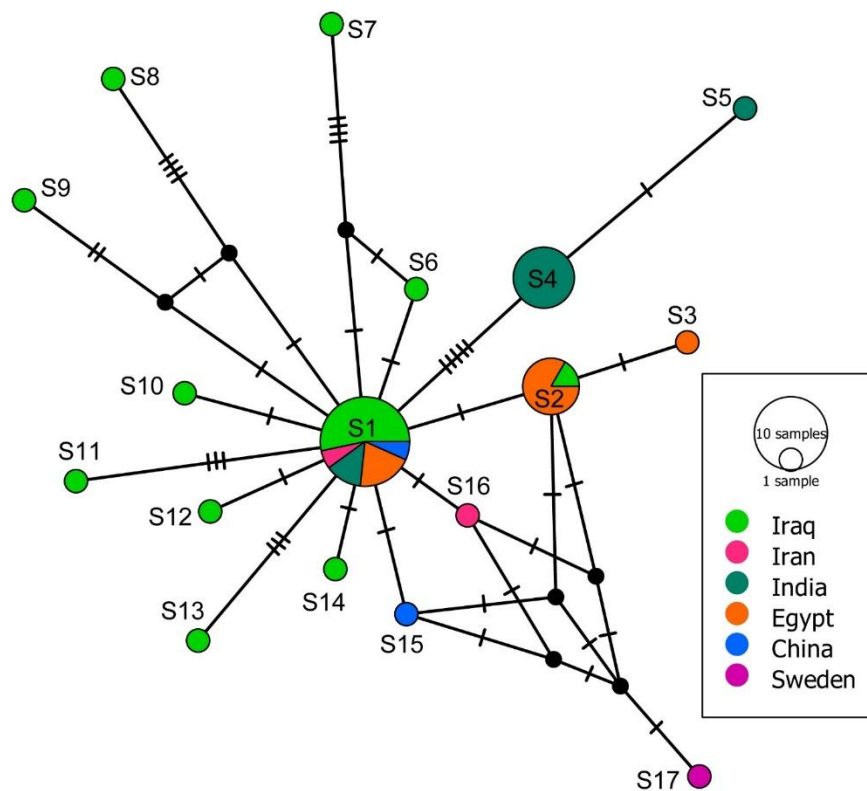 S7
S8
S5
S9
S6
S4
S3
S10
S2
S1
S11
S16
S12
S14
S13
S15
S17
10 samples
1 sample
Iraq
Iran
India
Egypt
China
Sweden